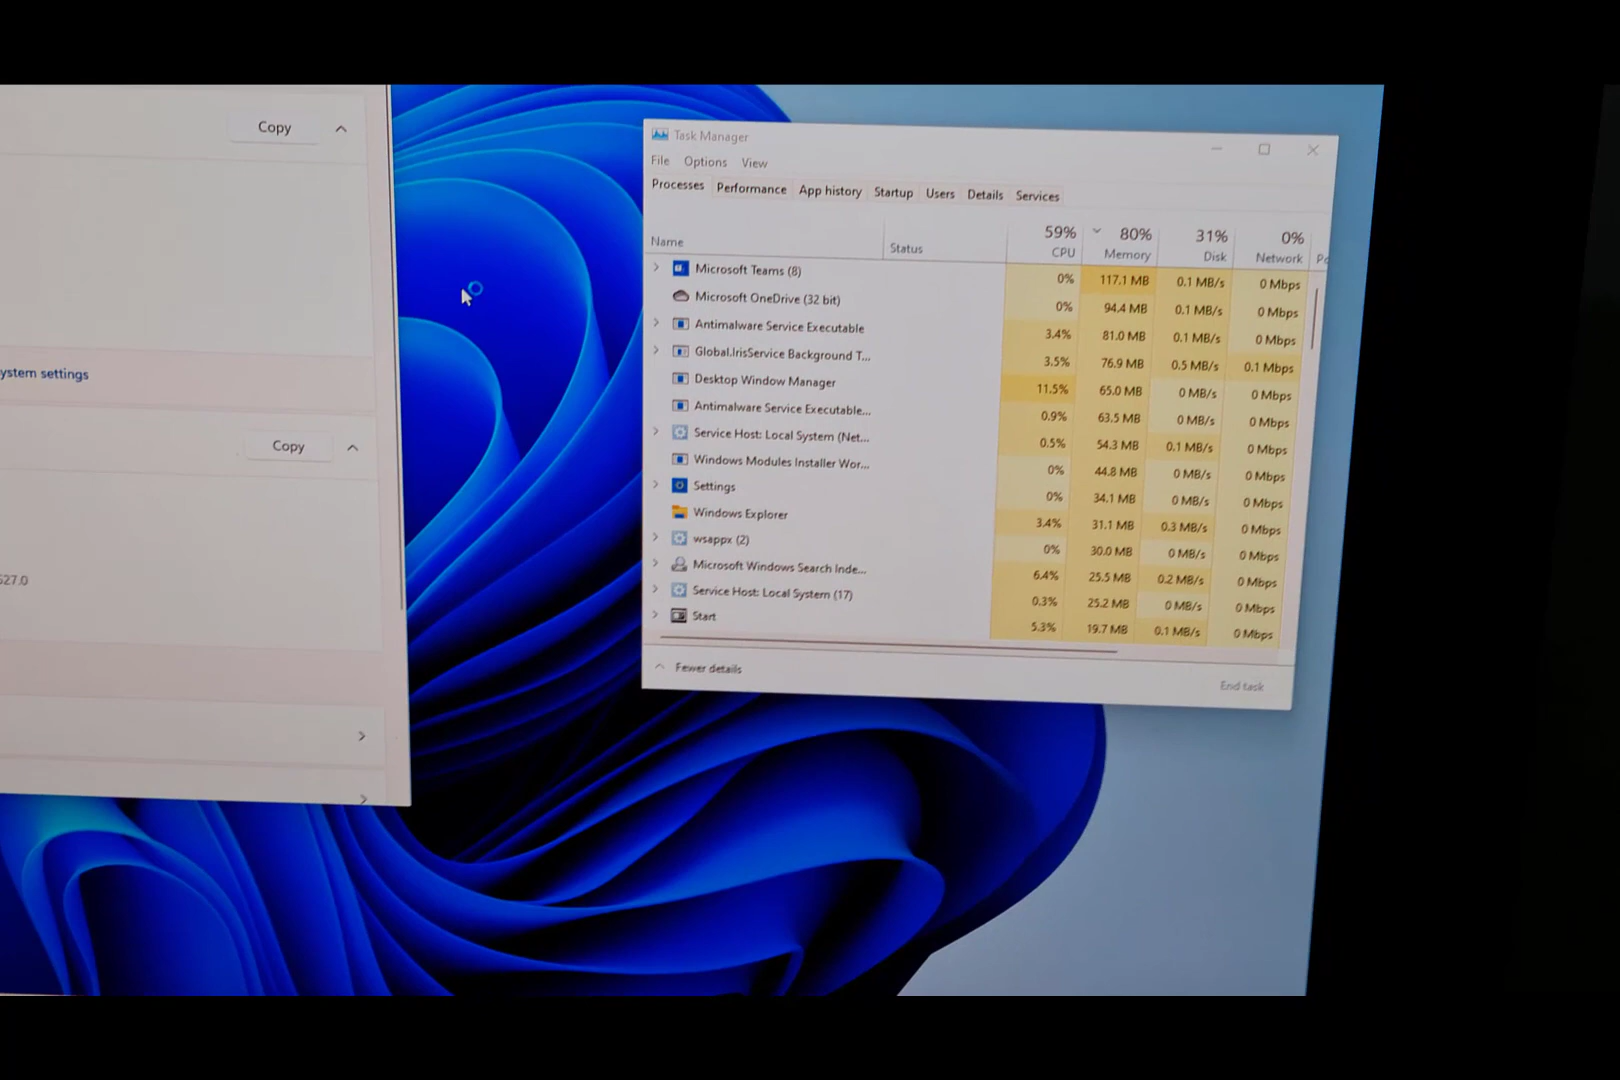 Copy
ystem settings
Copy
527.0
Task Manager
File Options View
Processes Performance App history Startup Users Details Services
59% 80% 31% 0%
Name Status CPU Memory Disk Network Po
Microsoft Teams (8) 0% 117.1 MB 0.1 MB/s 0 Mbps
Microsoft OneDrive (32 bit) 0% 94.4 MB 0.1 MB/s 0 Mbps
Antimalware Service Executable 3.4% 81.0 MB 0.1 MB/s 0 Mbps
Global.IrisService Background T... 3.5% 76.9 MB 0.5 MB/s 0.1 Mbps
Desktop Window Manager 11.5% 65.0 MB 0 MB/s 0 Mbps
Antimalware Service Executable... 0.9% 63.5 MB 0 MB/s 0 Mbps
Service Host: Local System (Net... 0.5% 54.3 MB 0.1 MB/s 0 Mbps
Windows Modules Installer Wor... 0% 44.8 MB 0 MB/s 0 Mbps
Settings 0% 34.1 MB 0 MB/s 0 Mbps
Windows Explorer 3.4% 31.1 MB 0.3 MB/s 0 Mbps
wsappx (2) 0% 30.0 MB 0 MB/s 0 Mbps
Microsoft Windows Search Inde... 6.4% 25.5 MB 0.2 MB/s 0 Mbps
Service Host: Local System (17) 0.3% 25.2 MB 0 MB/s 0 Mbps
Start 5.3% 19.7 MB 0.1 MB/s 0 Mbps
Fewer details
End task